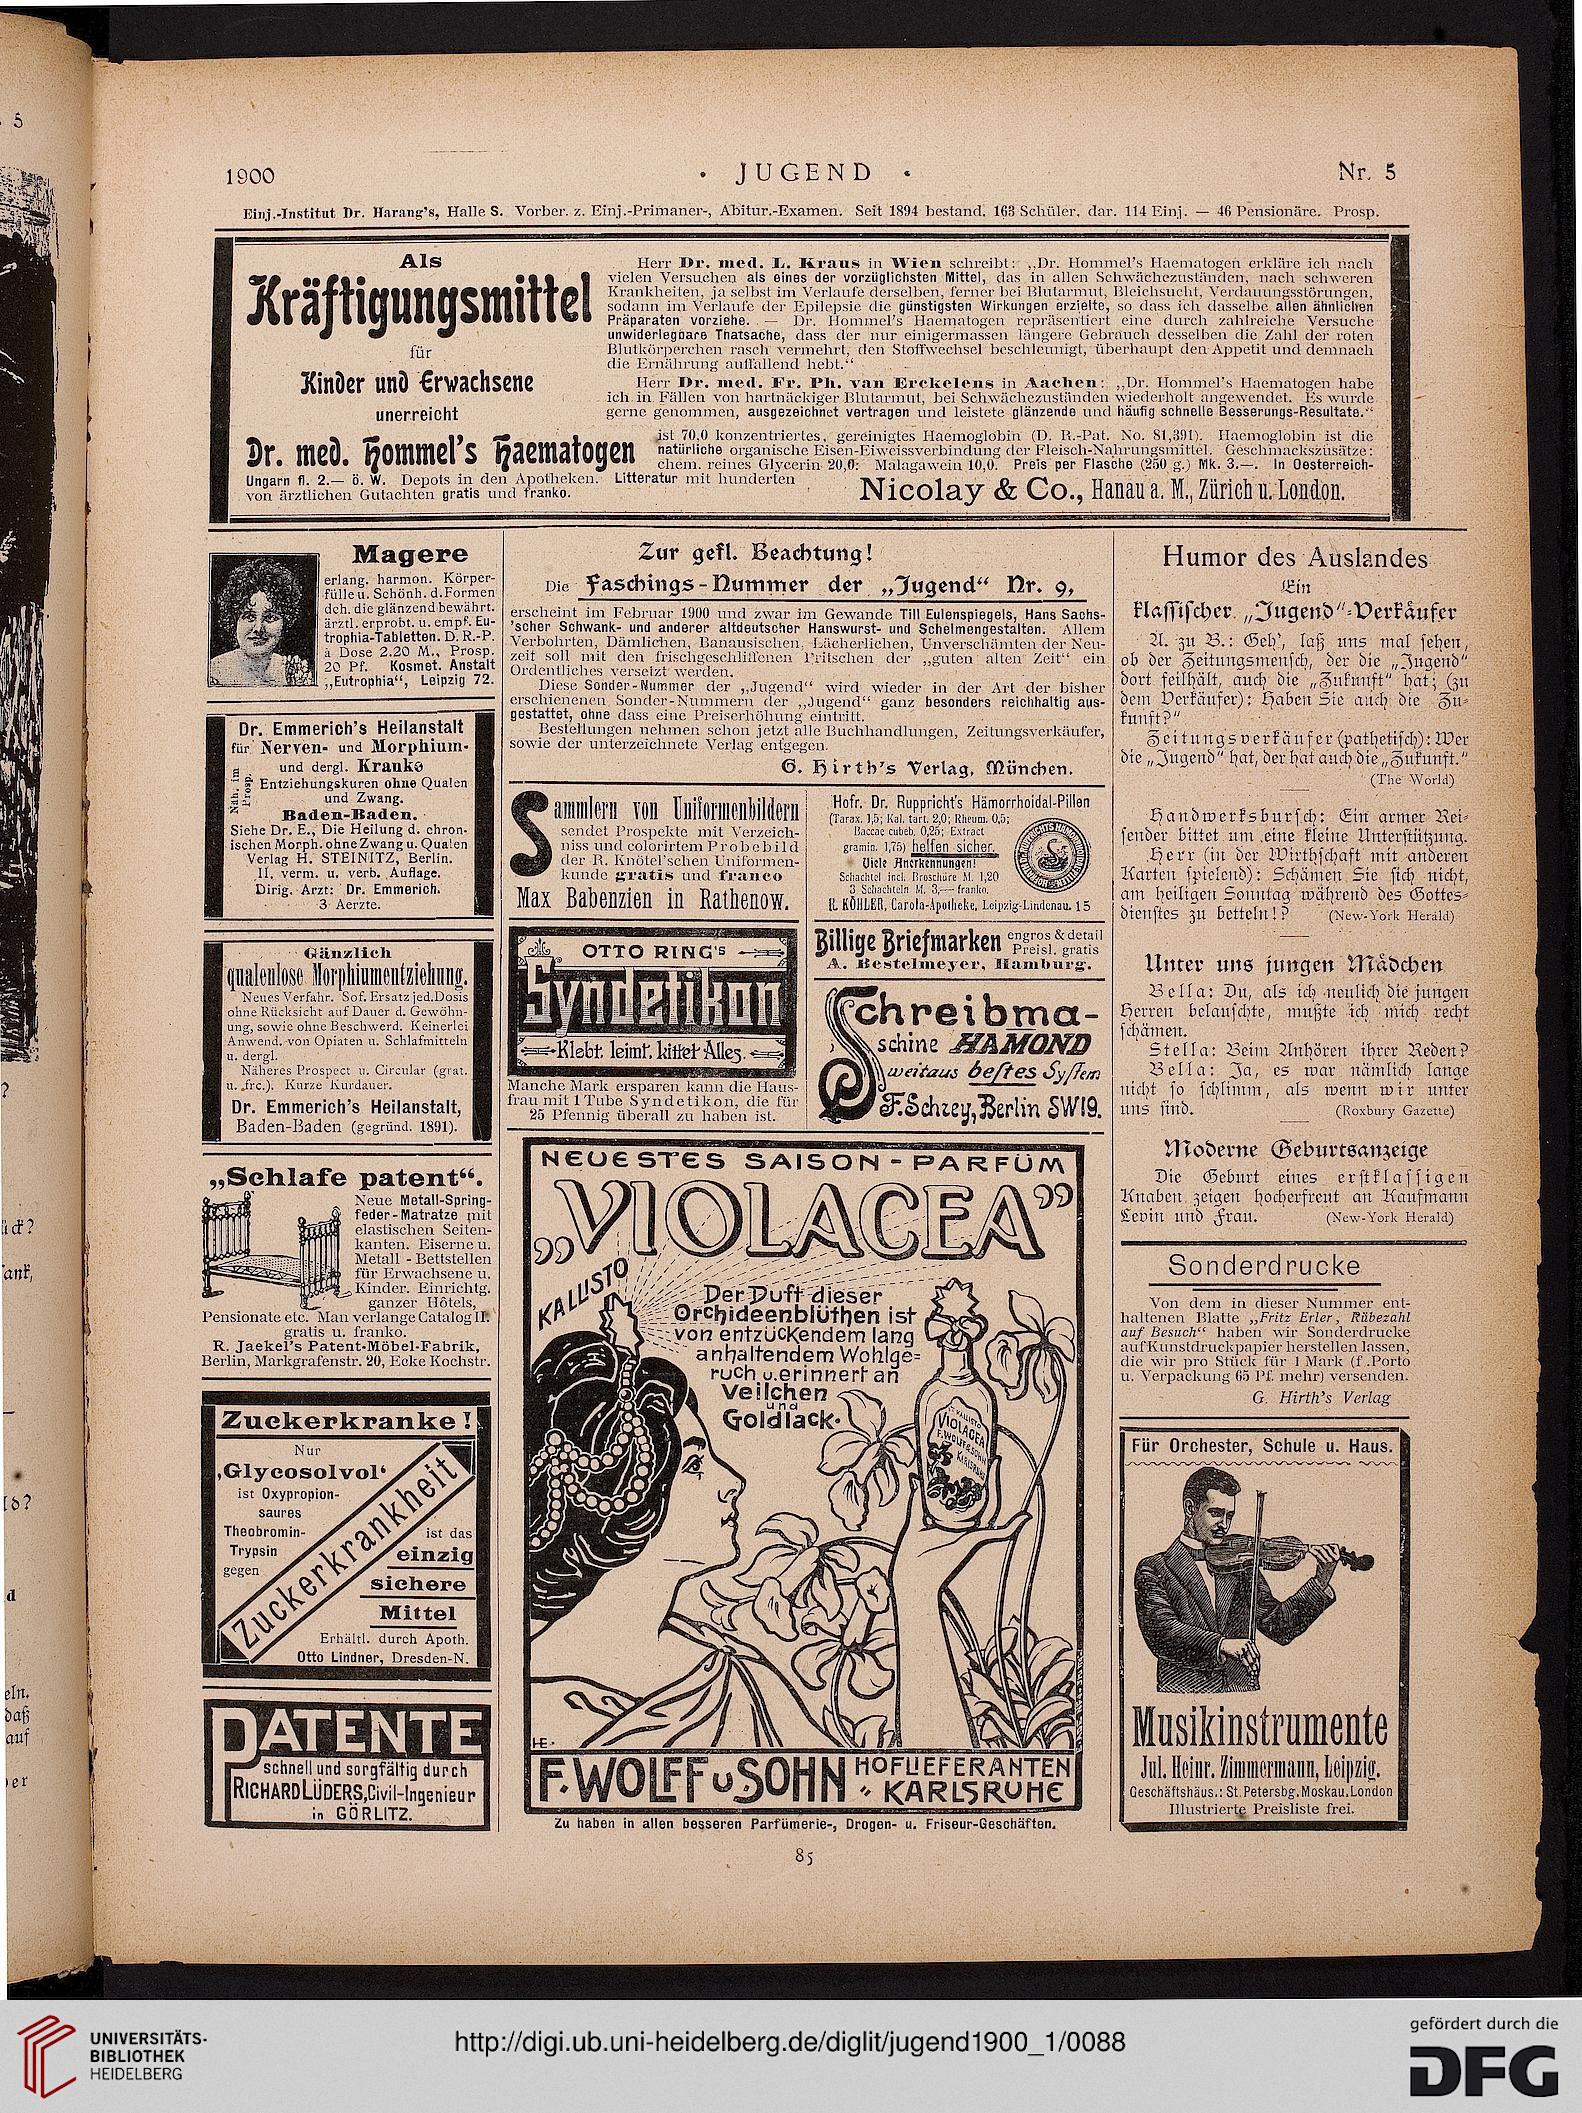 5
1900
· JUGEND ·
Nr. 5
Einj.-Institut Dr. Harang's, Halle S. Vorber. z. Einj.-Primaner-, Abitur.-Examen. Seit 1894 bestand. 163 Schüler, dar. 114 Einj. — 46 Pensionäre. Prosp.
Als
Kräftigungsmittel
für
Kinder und Erwachsene
unerreicht
Dr. med. Hommel's Haematogen
Herr Dr. med. L. Kraus in Wien schreibt: „Dr. Hommel's Haematogen erkläre ich nach
vielen Versuchen als eines der vorzüglichsten Mittel, das in allen Schwächezuständen, nach schweren
Krankheiten, ja selbst im Verlaufe derselben, ferner bei Blutarmut, Bleichsucht, Verdauungsstörungen,
sodann im Verlaufe der Epilepsie die günstigsten Wirkungen erzielte, so dass ich dasselbe allen ähnlichen
Präparaten vorziehe. — Dr. Hommel's Haematogen repräsentiert eine durch zahlreiche Versuche
unwiderlegbare Thatsache, dass der nur einigermassen längere Gebrauch desselben die Zahl der roten
Blutkörperchen rasch vermehrt, den Stoffwechsel beschleunigt, überhaupt den Appetit und demnach
die Ernährung auffallend hebt."
Herr Dr. med. Fr. Ph. van Erckelens in Aachen: „Dr. Hommel's Haematogen habe
ich in Fällen von hartnäckiger Blutarmut, bei Schwächezuständen wiederholt angewendet. Es wurde
gerne genommen, ausgezeichnet vertragen und leistete glänzende und häufig schnelle Besserungs-Resultate."
ist 70,0 konzentriertes, gereinigtes Haemoglobin (D. R.-Pat. No. 81,391). Haemoglobin ist die
natürliche organische Eisen-Eiweissverbindung der Fleisch-Nahrungsmittel. Geschmackszusätze:
chem. reines Glycerin 20,0: Malagawein 10,0. Preis per Flasche (250 g.) Mk. 3.—. In Oesterreich-
Ungarn fl. 2.— ö. W. Depots in den Apotheken. Litteratur mit hunderten
von ärztlichen Gutachten gratis und franko.
Nicolay & Co., Hanau a. M., Zürich u. London.
Magere
erlang. harmon. Körper-
fülle u. Schönh. d. Formen
dch. die glänzend bewährt.
ärztl. erprobt. u. empf. Eu-
trophia-Tabletten. D. R.-P.
à Dose 2.20 M., Prosp.
20 Pf. Kosmet. Anstalt
„Eutrophia", Leipzig 72.
Dr. Emmerich's Heilanstalt
für Nerven- und Morphium-
und dergl. Kranke
Näh. im Prosp.
Entziehungskuren ohne Qualen
und Zwang.
Baden-Baden.
Siehe Dr. E., Die Heilung d. chron-
ischen Morph. ohne Zwang u. Qualen
Verlag H. STEINITZ, Berlin.
II. verm. u. verb. Auflage.
Dirig. Arzt: Dr. Emmerich.
3 Aerzte.
Gänzlich
qualenlose Morphiumentziehung.
Neues Verfahr. Sof. Ersatz jed. Dosis
ohne Rücksicht auf Dauer d. Gewöhn-
ung, sowie ohne Beschwerd. Keinerlei
Anwend. von Opiaten u. Schlafmitteln
u. dergl.
Näheres Prospect u. Circular (grat.
u. frc.). Kurze Kurdauer.
Dr. Emmerich's Heilanstalt,
Baden-Baden (gegründ. 1891).
„Schlafe patent".
Neue Metall-Spring-
feder-Matratze mit
elastischen Seiten-
kanten. Eiserne u.
Metall-Bettstellen
für Erwachsene u.
Kinder. Einrichtg.
ganzer Hôtels,
Pensionate etc. Man verlange Catalog II.
gratis u. franko.
R. Jaekel's Patent-Möbel-Fabrik,
Berlin, Markgrafenstr. 20, Ecke Kochstr.
Zuckerkranke!
Nur
‚Glycosolvol'
ist Oxypropion-
saures
Theobromin-
Trypsin
gegen
Zuckerkrankheit
ist das
einzig
sichere
Mittel
Erhältl. durch Apoth.
Otto Lindner, Dresden-N.
PATENTE
schnell und sorgfältig durch
RICHARD LÜDERS, Civil-Ingenieur
in GÖRLITZ.
Zur gefl. Beachtung!
Die Faschings-Nummer der „Jugend" Nr. 9,
erscheint im Februar 1900 und zwar im Gewande Till Eulenspiegels, Hans Sachs-
'scher Schwank- und anderer altdeutscher Hanswurst- und Schelmengestalten. Allem
Verbohrten, Dämlichen, Banausischen, Lächerlichen, Unverschämten der Neu-
zeit soll mit den frischgeschliffenen Pritschen der „guten alten Zeit" ein
Ordentliches versetzt werden.
Diese Sonder-Nummer der „Jugend" wird wieder in der Art der bisher
erschienenen Sonder-Nummern der „Jugend" ganz besonders reichhaltig aus-
gestattet, ohne dass eine Preiserhöhung eintritt.
Bestellungen nehmen schon jetzt alle Buchhandlungen, Zeitungsverkäufer,
sowie der unterzeichnete Verlag entgegen.
G. Hirth's Verlag, München.
Sammlern von Uniformenbildern
sendet Prospekte mit Verzeich-
niss und colorirtem Probebild
der R. Knötel'schen Uniformen-
kunde gratis und franco
Max Babenzien in Rathenow.
Hofr. Dr. Ruppricht's Hämorrhoidal-Pillen
(Tarax. 1,5; Kal. tart. 2,0; Rheum. 0,5;
Baccae cubeb. 0,25; Extract
gramin. 1,75) helfen sicher.
Viele Anerkennungen!
Schachtel incl. Broschüre M. 1,20
3 Schachteln M. 3,— franko.
R. KÖHLER, Carola-Apotheke, Leipzig-Lindenau. 15
OTTO RING'S
Syndetikon
Klebt, leimt, kittet Alles.
Manche Mark ersparen kann die Haus-
frau mit 1 Tube Syndetikon, die für
25 Pfennig überall zu haben ist.
Billige Briefmarken engros & detail
Preisl. gratis
A. Bestelmeyer, Hamburg.
Schreibma-
schine HAMOND
weitaus bestes System
F. Schrey, Berlin SW19.
NEUESTES SAISON-PARFÜM
„VIOLACEA"
KALLISTO
Der Duft dieser
Orchideenblüthen ist
von entzückendem lang
anhaltendem Wohlge=
ruch u. erinnert an
Veilchen
und
Goldlack.
KALLISTO
VIOLACEA
F. WOLFF & SOHN
KARLSRUHE
HE.
F. WOLFF u SOHN HOFLIEFERANTEN
KARLSRUHE
Zu haben in allen besseren Parfümerie-, Drogen- u. Friseur-Geschäften.
Humor des Auslandes
Ein
klassischer „Jugend"-Verkäufer
A. zu B.: Geh', laß uns mal sehen,
ob der Zeitungsmensch, der die „Jugend"
dort feilhält, auch die „Zukunft" hat; (zu
dem Verkäufer): Haben Sie auch die „Zu-
kunft?"
Zeitungsverkäufer (pathetisch): Wer
die „Jugend" hat, der hat auch die „Zukunft."
(The World)
Handwerksbursch: Ein armer Rei-
sender bittet um eine kleine Unterstützung.
Herr (in der Wirthschaft mit anderen
Karten spielend): Schämen Sie sich nicht,
am heiligen Sonntag während des Gottes-
dienstes zu betteln!? (New-York Herald)
Unter uns jungen Mädchen
Bella: Du, als ich neulich die jungen
Herren belauschte, mußte ich mich recht
schämen.
Stella: Beim Anhören ihrer Reden?
Bella: Ja, es war nämlich lange
nicht so schlimm, als wenn wir unter
uns sind. (Roxbury Gazette)
Moderne Geburtsanzeige
Die Geburt eines erstklassigen
Knaben zeigen hocherfreut an Kaufmann
Levin und Frau. (New-York Herald)
Sonderdrucke
Von dem in dieser Nummer ent-
haltenen Blatte „Fritz Erler, Rübezahl
auf Besuch" haben wir Sonderdrucke
auf Kunstdruckpapier herstellen lassen,
die wir pro Stück für 1 Mark (f. Porto
u. Verpackung 65 Pf. mehr) versenden.
G. Hirth's Verlag
Für Orchester, Schule u. Haus.
Musikinstrumente
Jul. Heinr. Zimmermann, Leipzig.
Geschäftshäus.: St. Petersbg. Moskau. London
Illustrierte Preisliste frei.
85
UNIVERSITÄTS-
BIBLIOTHEK
HEIDELBERG
http://digi.ub.uni-heidelberg.de/diglit/jugend1900_1/0088
gefördert durch die
DFG